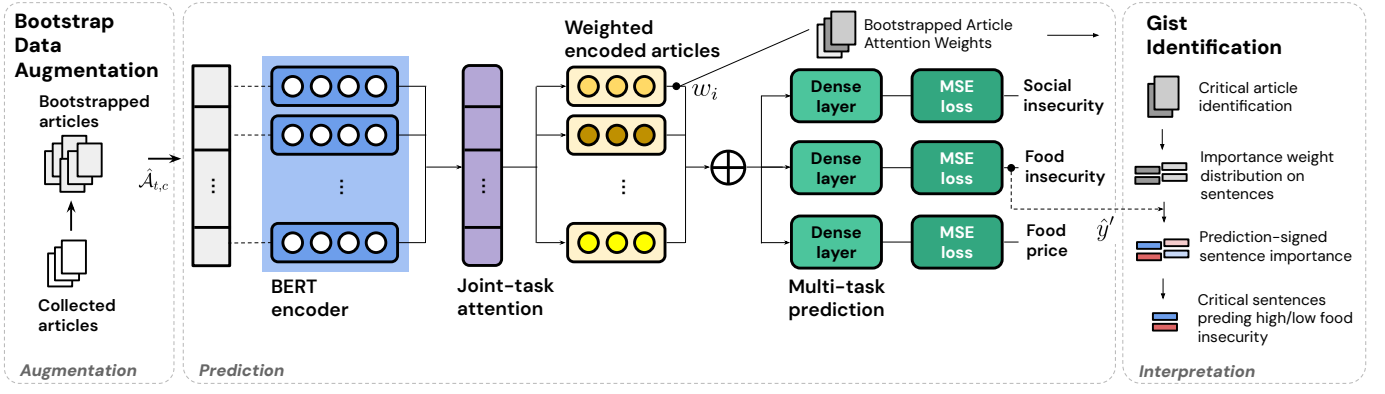 Bootstrap
Data
Augmentation
Bootstrapped
articles
Collected
articles
Augmentation
$\hat{\mathcal{A}}_{t,c}$
...
BERT
encoder
...
Joint-task
attention
...
Weighted
encoded articles
...
$w_i$
Bootstrapped Article
Attention Weights
Dense
layer
MSE
loss
Social
insecurity
Dense
layer
MSE
loss
Food
insecurity
Dense
layer
MSE
loss
Food
price
$\hat{y}'$
Multi-task
prediction
Prediction
Gist
Identification
Critical article
identification
Importance weight
distribution on
sentences
Prediction-signed
sentence importance
Critical sentences
preding high/low food
insecurity
Interpretation